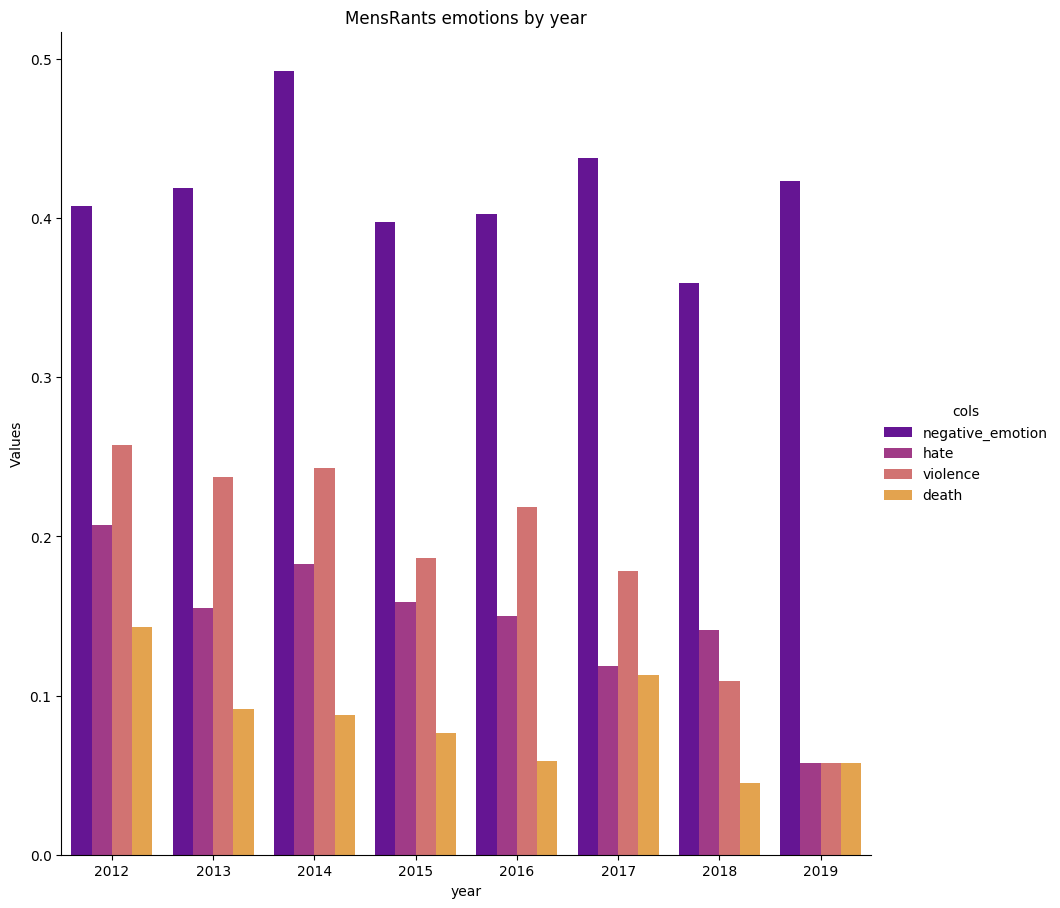 MensRants emotions by year
Values
0.5
0.4
0.3
0.2
0.1
0.0
2012 2013 2014 2015 2016 2017 2018 2019
year
cols
negative_emotion
hate
violence
death